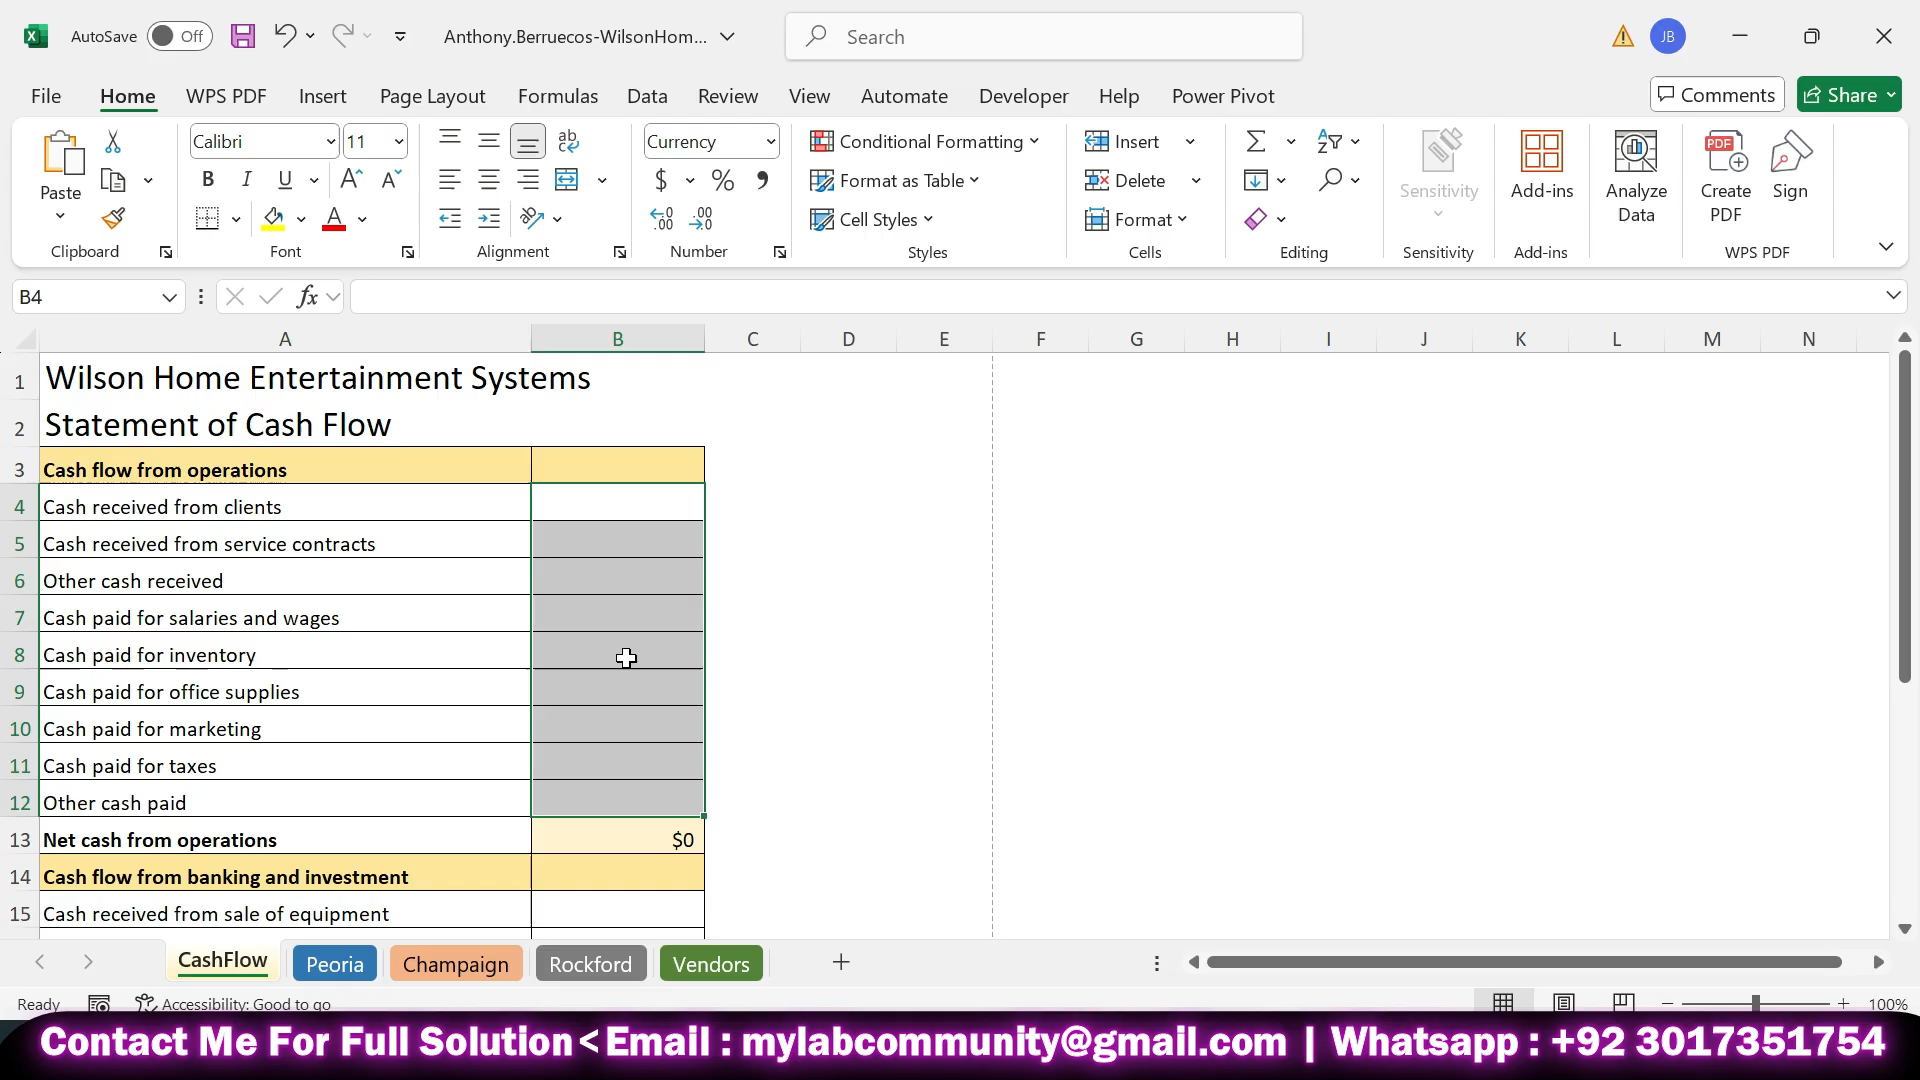 AutoSave Off Anthony.Berruecos-WilsonHom... Search JB
File Home WPS PDF Insert Page Layout Formulas Data Review View Automate Developer Help Power Pivot Comments Share
Paste
Clipboard
Calibri 11
B I U A A
A
Font
ab
Alignment
Currency
$ % 9
.00
Number
Conditional Formatting
Format as Table
Cell Styles
Styles
Insert
Delete
Format
Cells
Editing
Sensitivity
Sensitivity
Add-ins
Add-ins
Analyze Data
Create PDF
Sign
WPS PDF
B4 fx
A B C D E F G H I J K L M N
1 Wilson Home Entertainment Systems
2 Statement of Cash Flow
3 Cash flow from operations
4 Cash received from clients
5 Cash received from service contracts
6 Other cash received
7 Cash paid for salaries and wages
8 Cash paid for inventory
9 Cash paid for office supplies
10 Cash paid for marketing
11 Cash paid for taxes
12 Other cash paid
13 Net cash from operations $0
14 Cash flow from banking and investment
15 Cash received from sale of equipment
CashFlow Peoria Champaign Rockford Vendors
Ready Accessibility: Good to go 100%
Contact Me For Full Solution < Email : mylabcommunity@gmail.com | Whatsapp : +92 3017351754